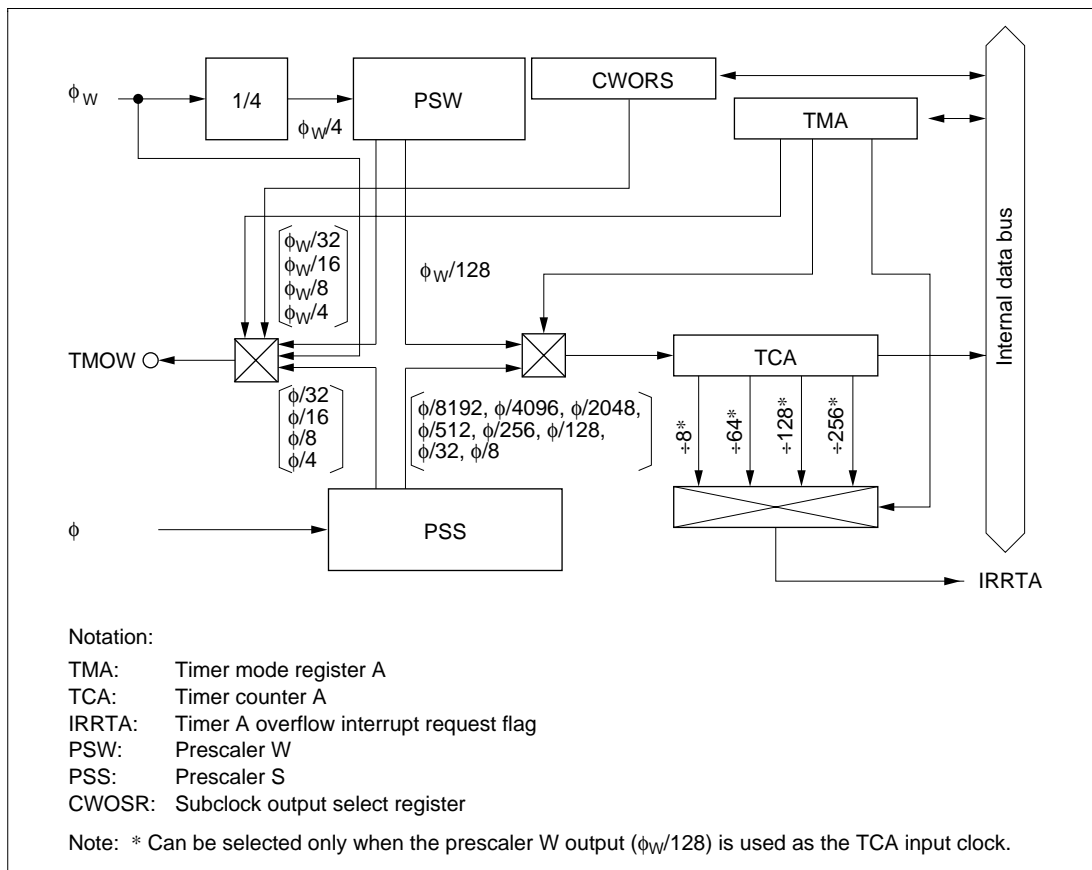 CWORS
ϕW
1/4
PSW
ϕW/4
TMA
ϕW/32
ϕW/16
ϕW/8
ϕW/4
ϕW/128
Internal data bus
TMOW
TCA
ϕ/32
ϕ/16
ϕ/8
ϕ/4
ϕ/8192, ϕ/4096, ϕ/2048,
ϕ/512, ϕ/256, ϕ/128,
ϕ/32, ϕ/8
÷8*
÷64*
÷128*
÷256*
ϕ
PSS
IRRTA
Notation:
TMA: Timer mode register A
TCA: Timer counter A
IRRTA: Timer A overflow interrupt request flag
PSW: Prescaler W
PSS: Prescaler S
CWOSR: Subclock output select register
Note: * Can be selected only when the prescaler W output (ϕW/128) is used as the TCA input clock.